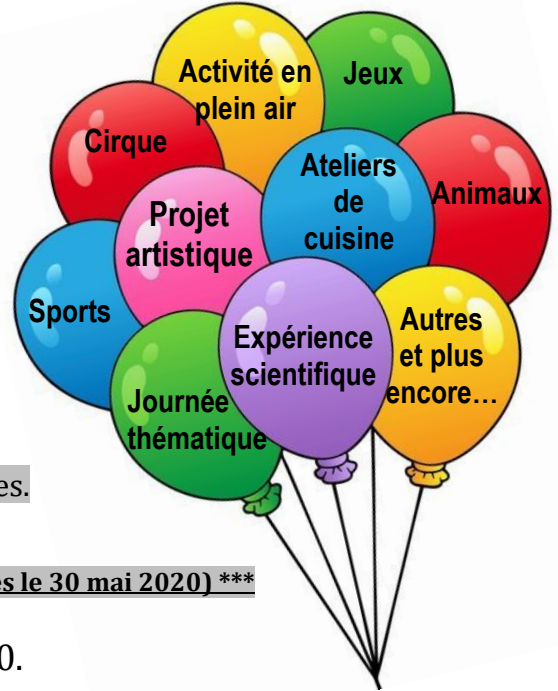 Activité en
plein air
Jeux
Cirque
Ateliers
de
cuisine
Animaux
Projet
artistique
Sports
Expérience
scientifique
Autres
et plus
encore…
Journée
thématique
es.
es le 30 mai 2020) ***
0.